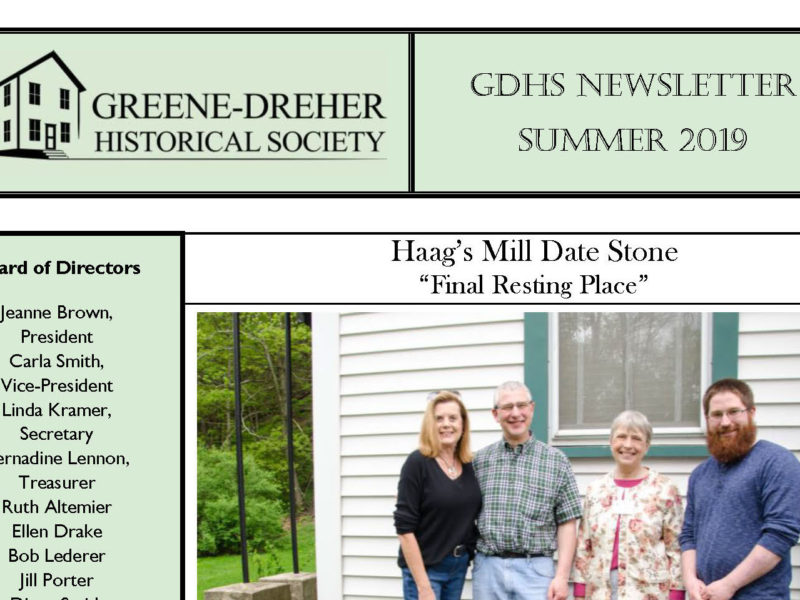 GREENE-DREHER
HISTORICAL SOCIETY
GDHS NEWSLETTER
SUMMER 2019
ard of Directors
Jeanne Brown,
President
Carla Smith,
Vice-President
Linda Kramer,
Secretary
ernadine Lennon,
Treasurer
Ruth Altemier
Ellen Drake
Bob Lederer
Jill Porter
Haag's Mill Date Stone
“Final Resting Place”